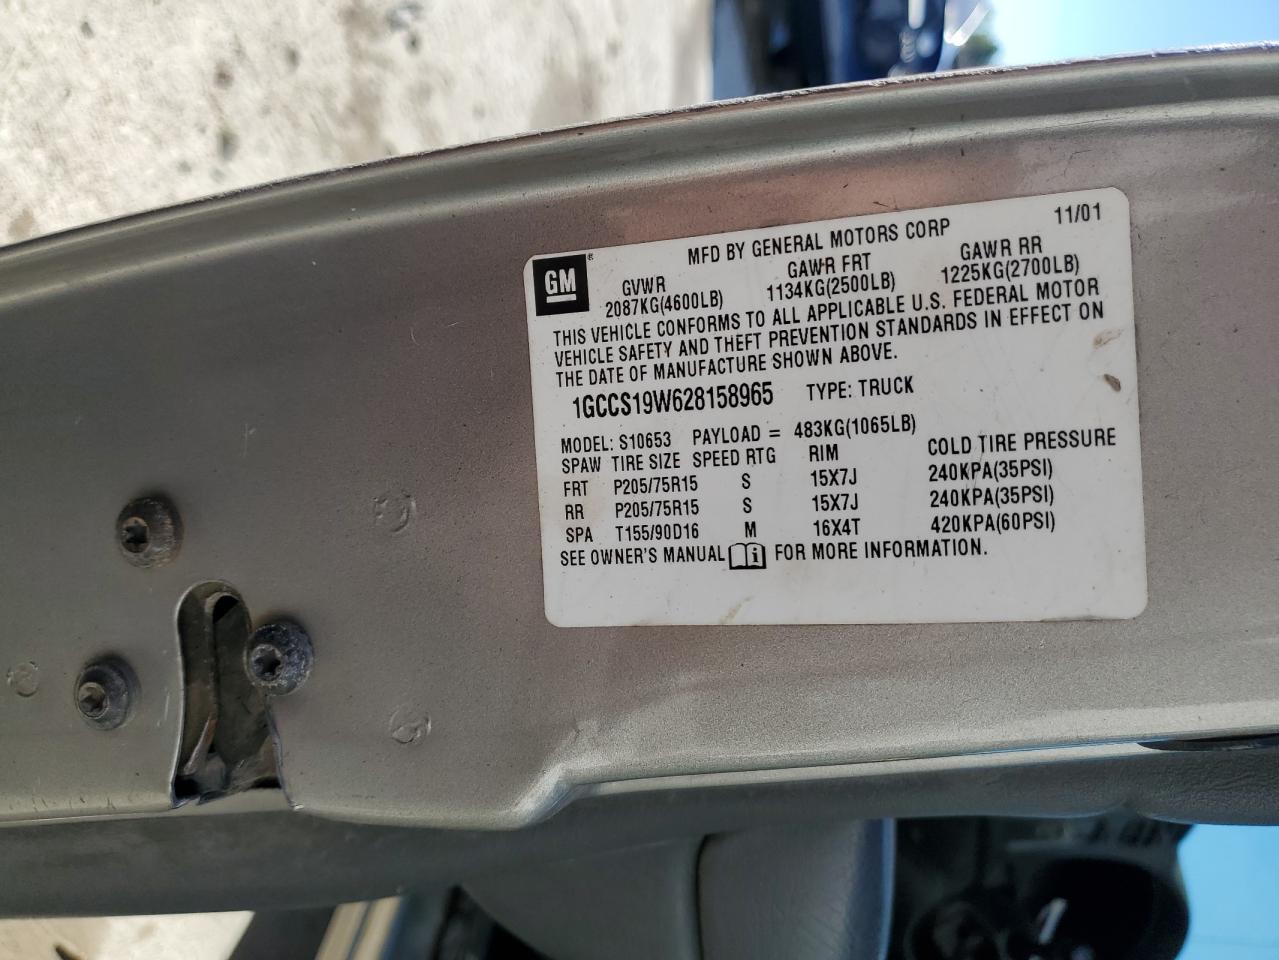 MFD BY GENERAL MOTORS CORP 11/01
GM®
GVWR GAWR FRT GAWR RR
2087KG(4600LB) 1134KG(2500LB) 1225KG(2700LB)
THIS VEHICLE CONFORMS TO ALL APPLICABLE U.S. FEDERAL MOTOR
VEHICLE SAFETY AND THEFT PREVENTION STANDARDS IN EFFECT ON
THE DATE OF MANUFACTURE SHOWN ABOVE.
1GCCS19W628158965 TYPE: TRUCK
MODEL: S10653 PAYLOAD = 483KG(1065LB)
SPAW TIRE SIZE SPEED RTG RIM COLD TIRE PRESSURE
FRT P205/75R15 S 15X7J 240KPA(35PSI)
RR P205/75R15 S 15X7J 240KPA(35PSI)
SPA T155/90D16 M 16X4T 420KPA(60PSI)
SEE OWNER'S MANUAL i FOR MORE INFORMATION.